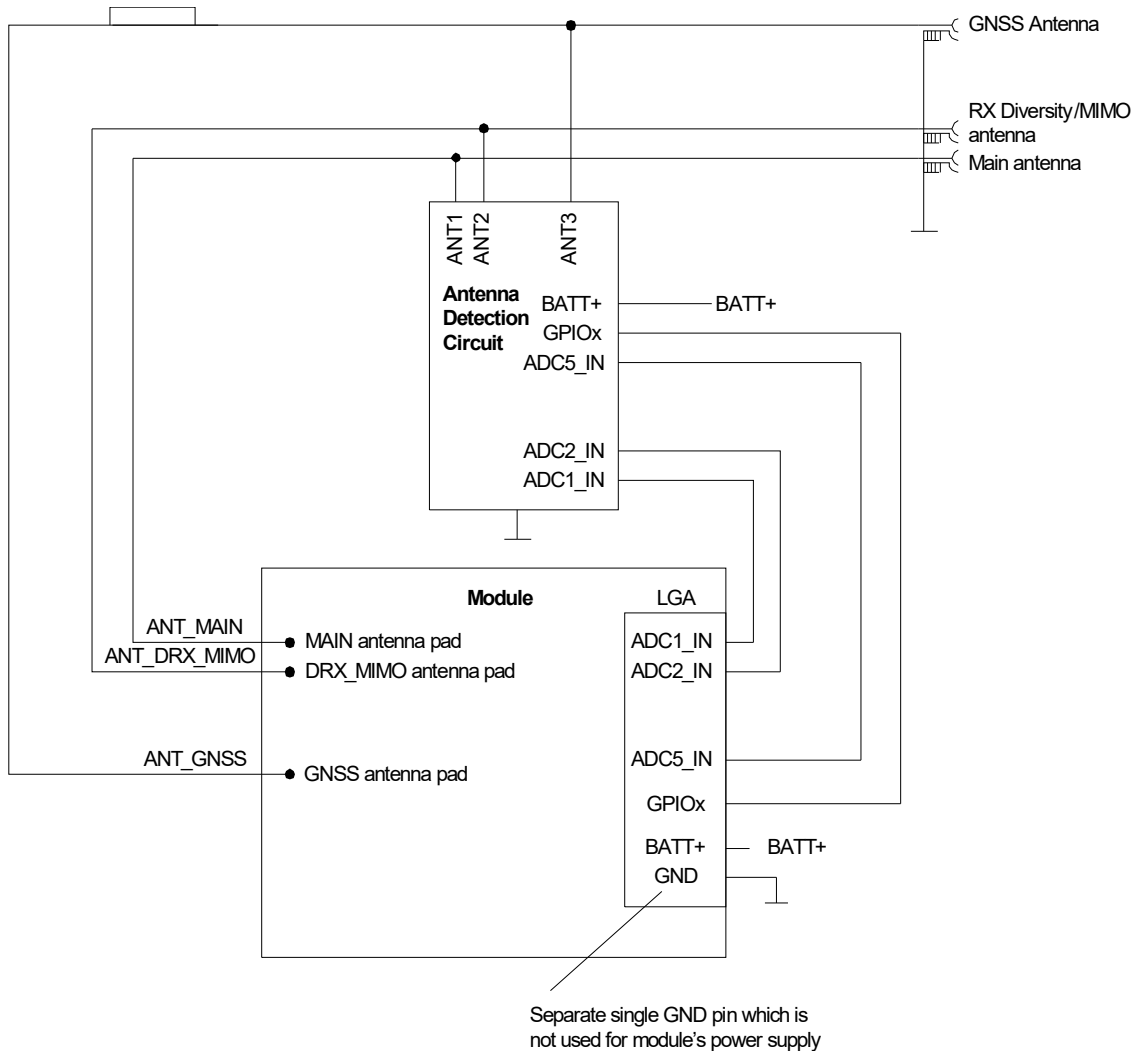 GNSS Antenna
RX Diversity/MIMO
antenna
Main antenna
ANT1
ANT2
ANT3
Antenna
Detection
Circuit
BATT+
BATT+
GPIOx
ADC5_IN
ADC2_IN
ADC1_IN
Module
LGA
ANT_MAIN
MAIN antenna pad
ADC1_IN
ANT_DRX_MIMO
DRX_MIMO antenna pad
ADC2_IN
ANT_GNSS
GNSS antenna pad
ADC5_IN
GPIOx
BATT+
BATT+
GND
Separate single GND pin which is
not used for module's power supply